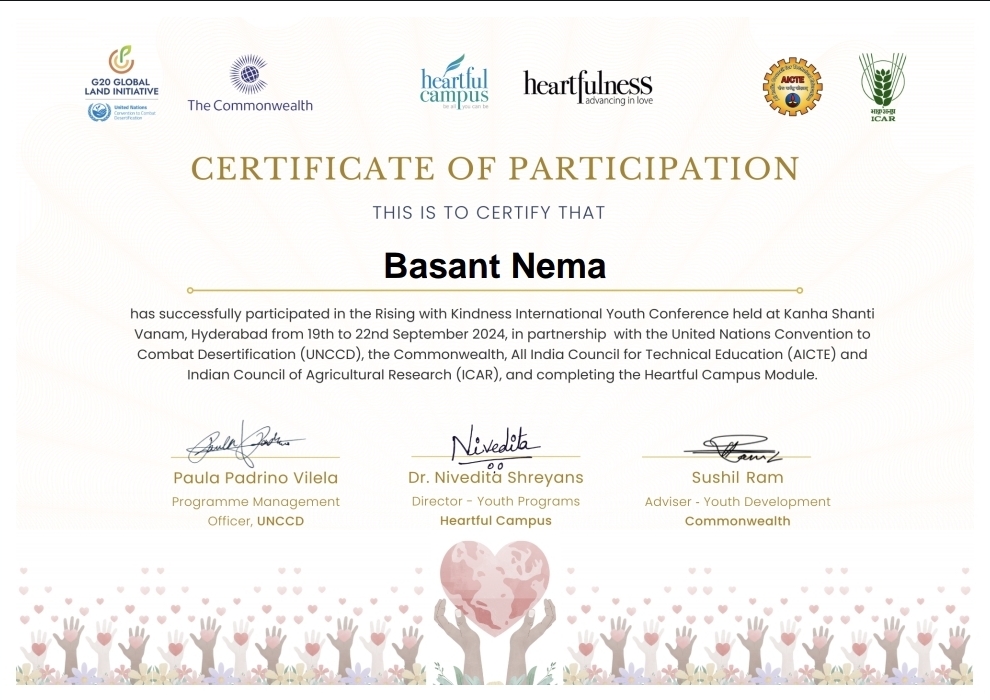 G20 GLOBAL
LAND INITIATIVE
United Nations
Convention to Combat
Desertification
The Commonwealth
heartful
campus
be all you can be
heartfulness
advancing in love
AICTE
भाकृअनुप
ICAR
CERTIFICATE OF PARTICIPATION
THIS IS TO CERTIFY THAT
Basant Nema
has successfully participated in the Rising with Kindness International Youth Conference held at Kanha Shanti
Vanam, Hyderabad from 19th to 22nd September 2024, in partnership with the United Nations Convention to
Combat Desertification (UNCCD), the Commonwealth, All India Council for Technical Education (AICTE) and
Indian Council of Agricultural Research (ICAR), and completing the Heartful Campus Module.
Nivedita
Paula Padrino Vilela
Programme Management
Officer, UNCCD
Dr. Nivedita Shreyans
Director - Youth Programs
Heartful Campus
Sushil Ram
Adviser - Youth Development
Commonwealth